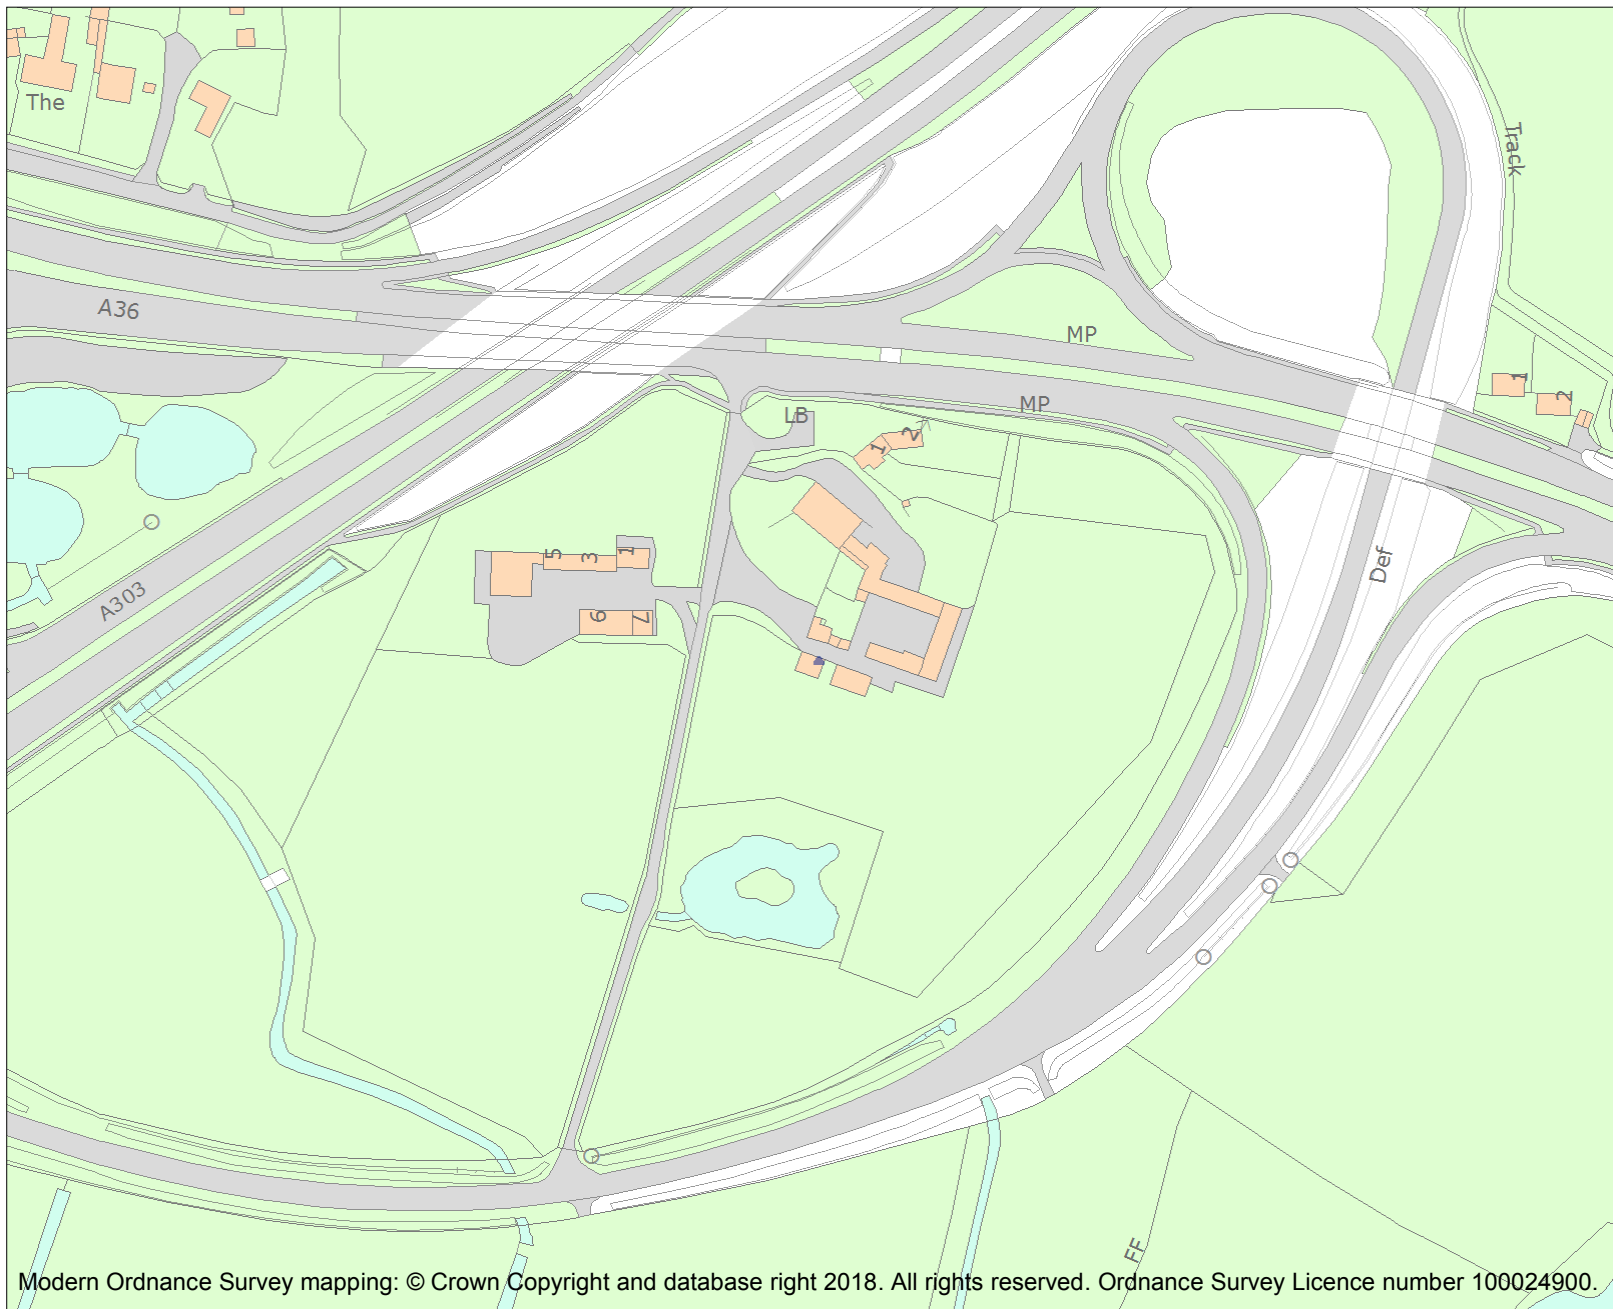 The
Track
A36
MP
MP
LB
1
2
1
2
5
3
1
Def
A303
6
7
FF
Modern Ordnance Survey mapping: © Crown Copyright and database right 2018. All rights reserved. Ordnance Survey Licence number 100024900.